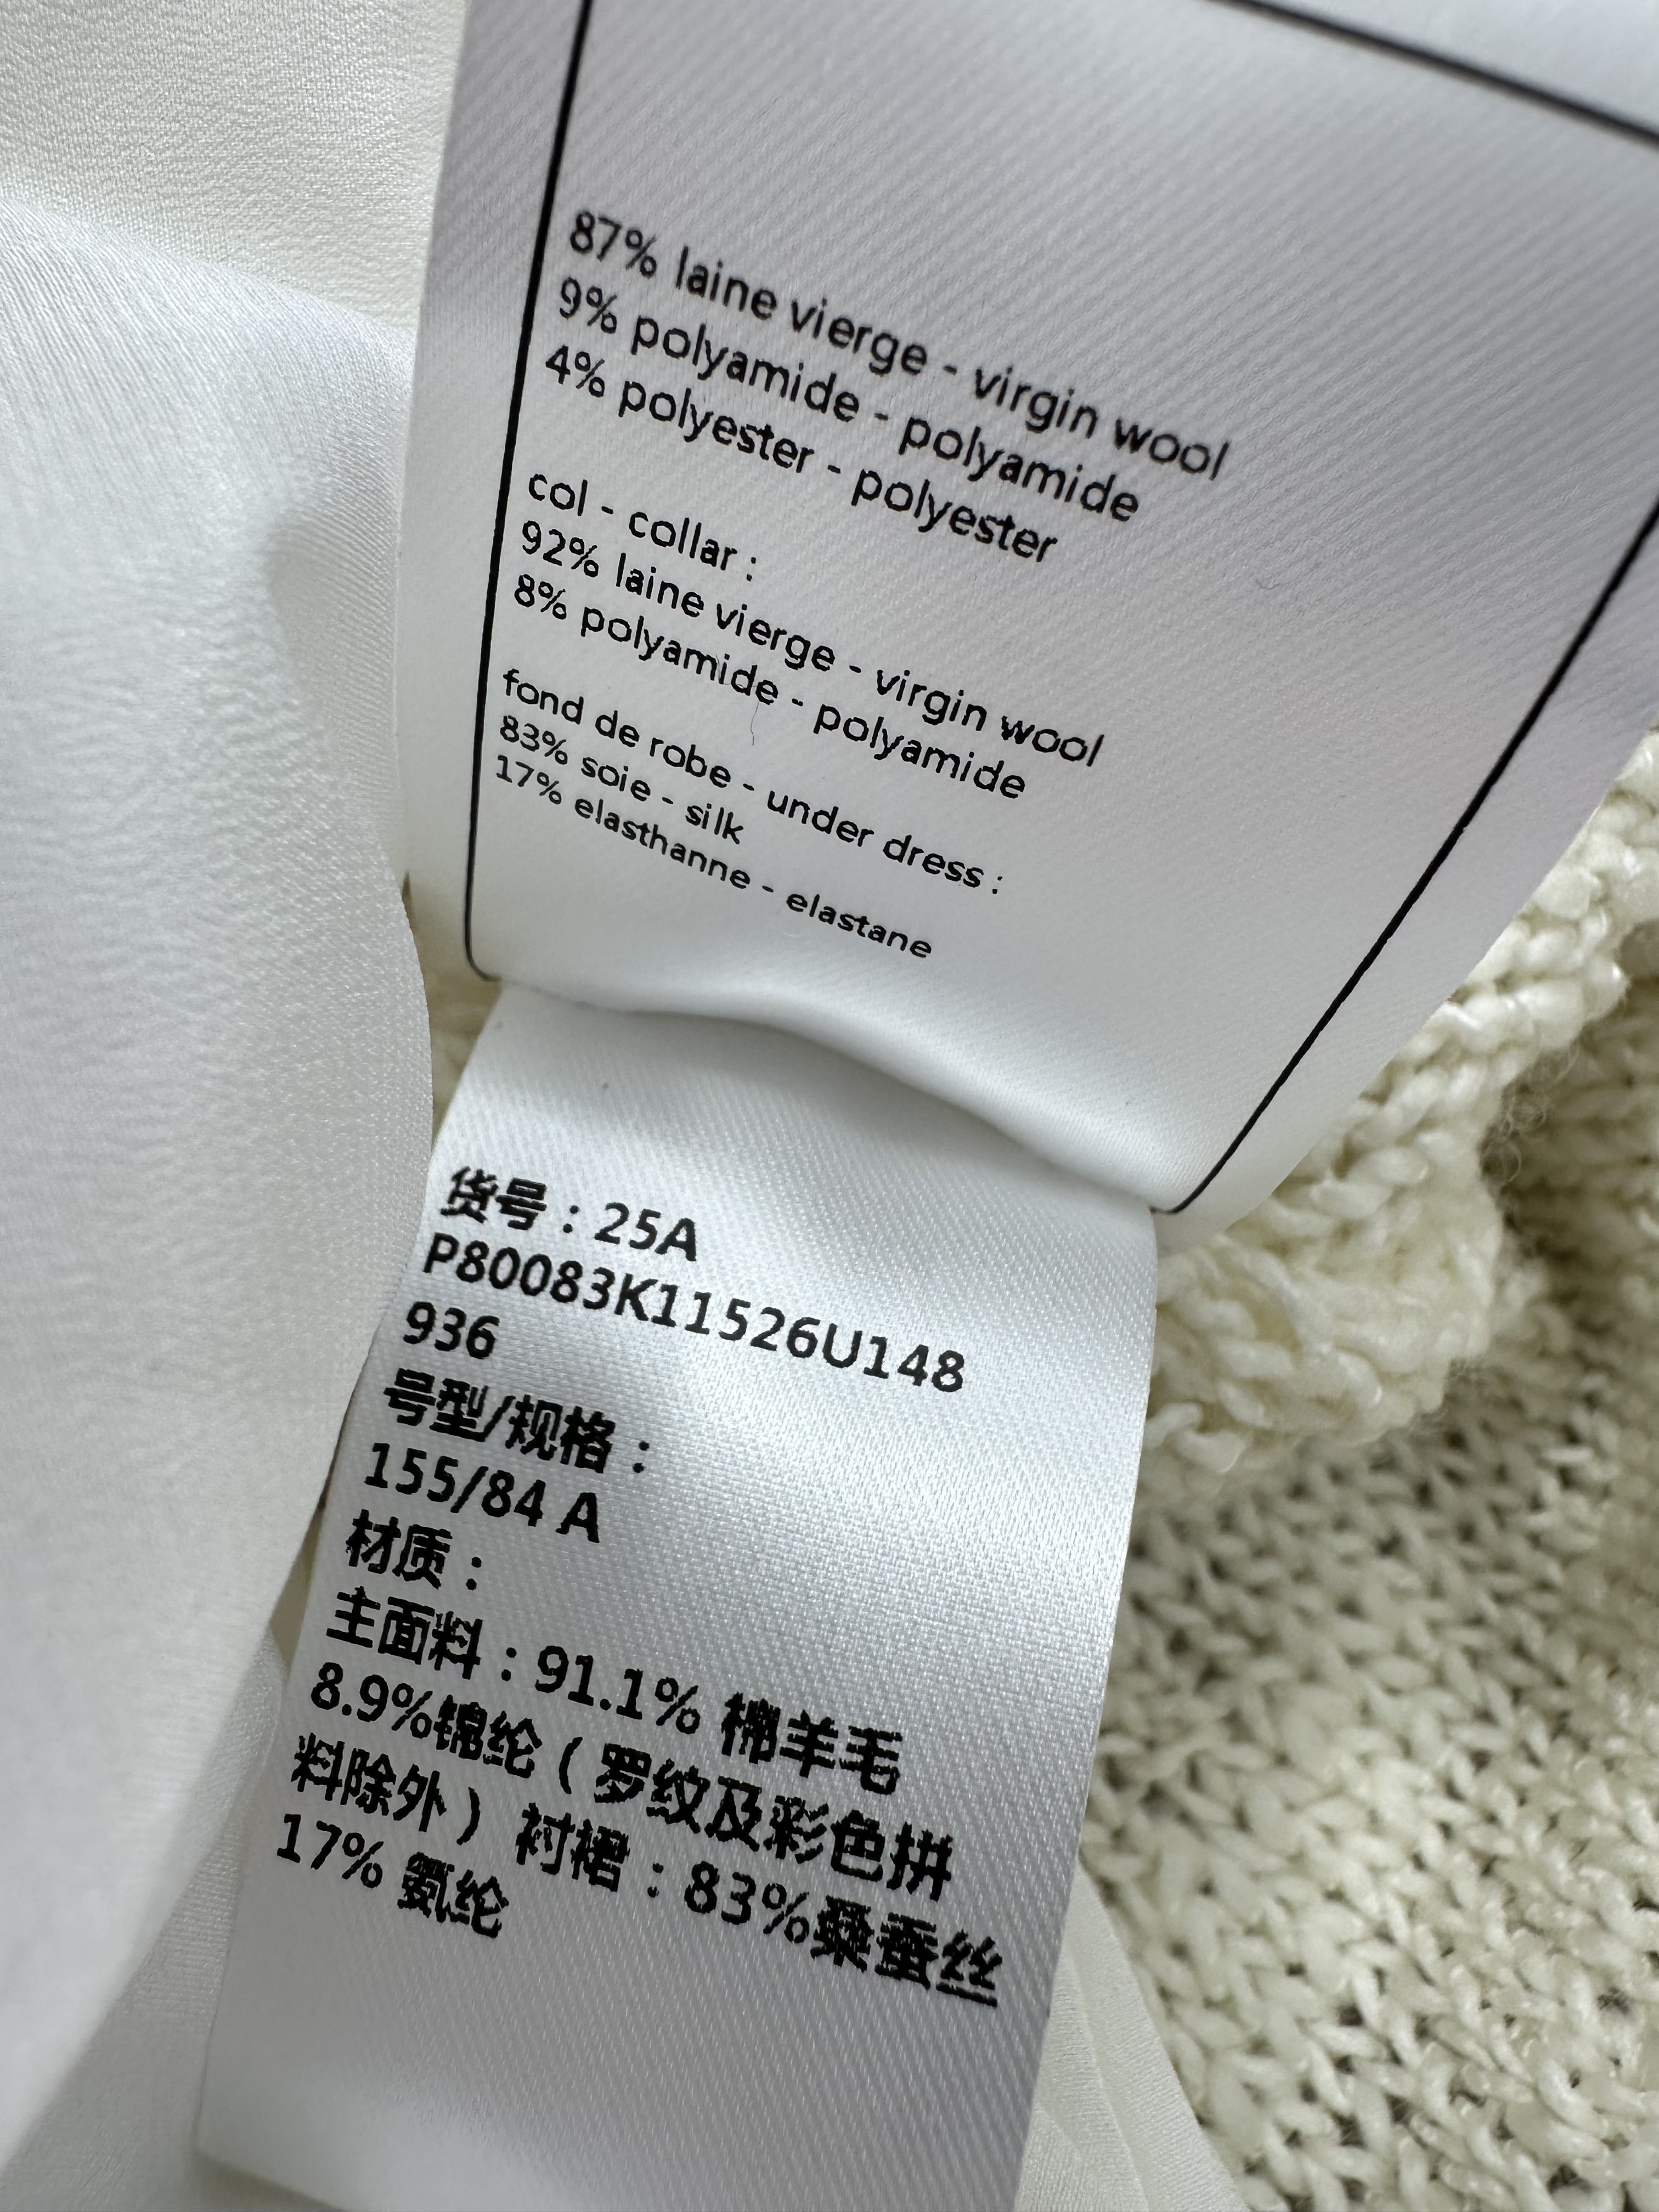 87% laine vierge - virgin wool
9% polyamide - polyamide
4% polyester - polyester
col - collar :
92% laine vierge - virgin wool
8% polyamide - polyamide
fond de robe - under dress :
83% soie - silk
17% elasthanne - elastane
货号：25A
P80083K11526U148
936
号型/规格：
155/84 A
材质：
主面料：91.1% 棉羊毛
8.9%锦纶（罗纹及彩色拼
料除外） 衬裙：83%桑蚕丝
17% 氨纶